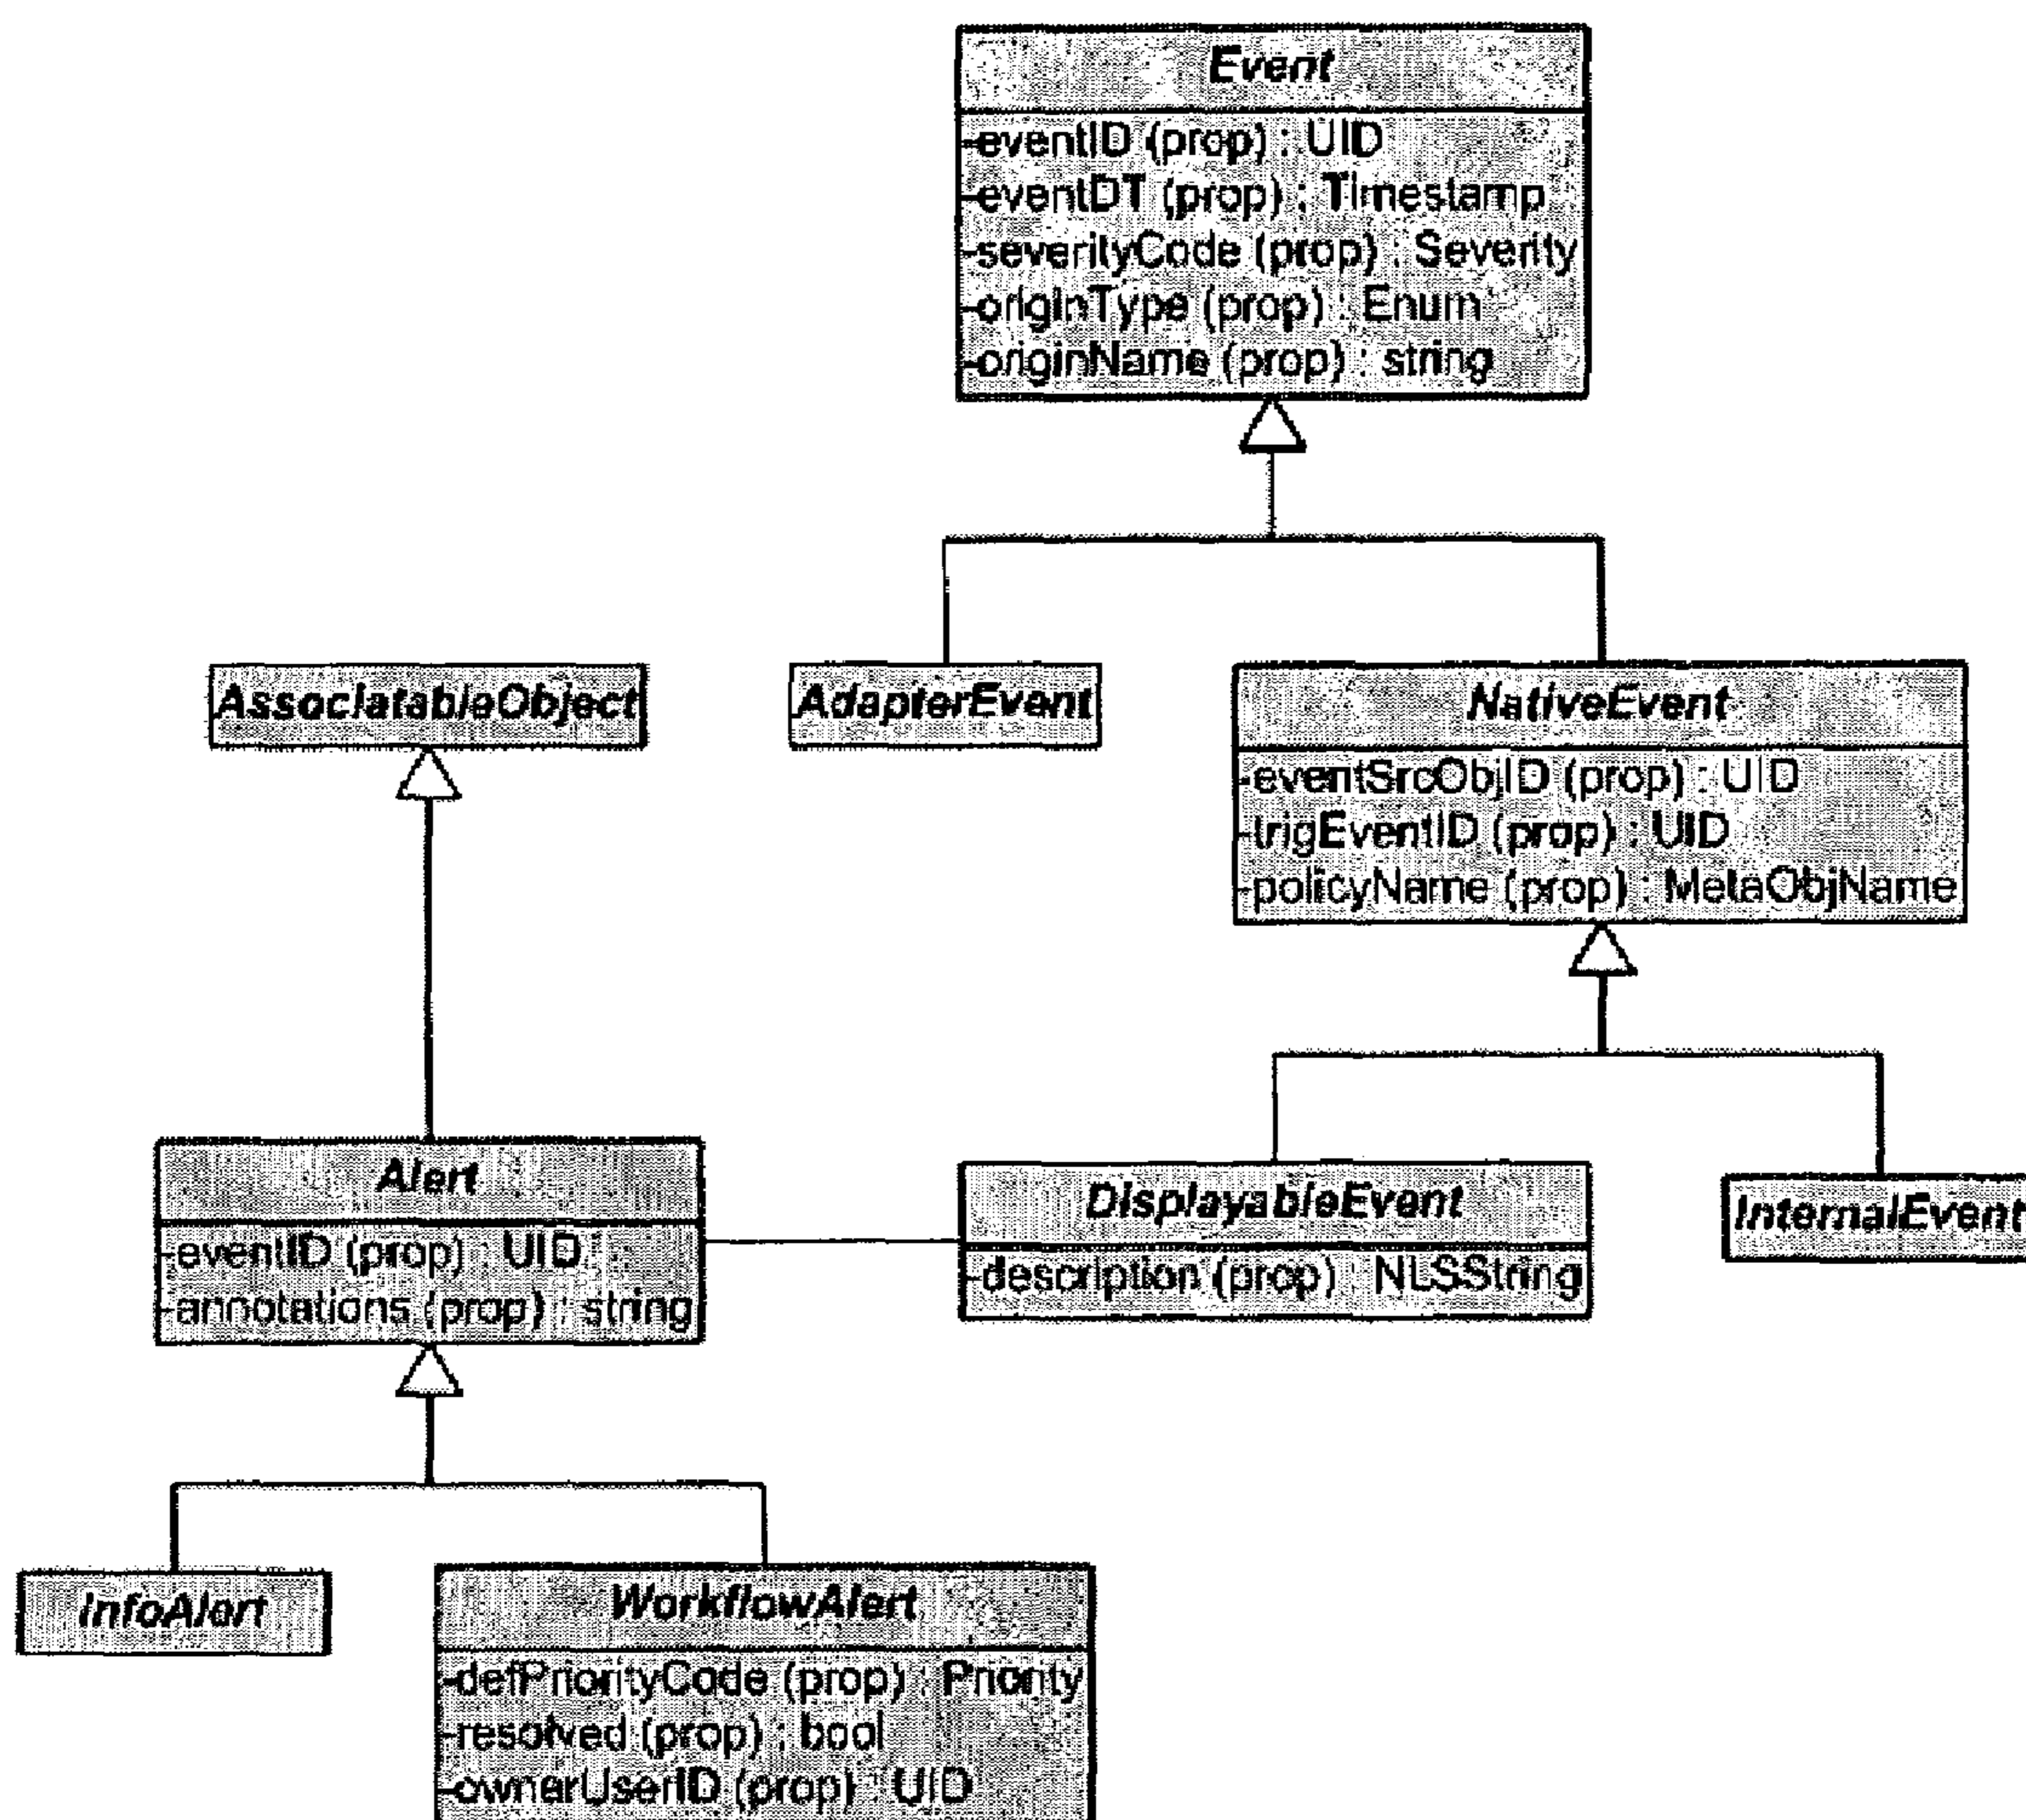 Event
-eventID (prop) : UID
-eventDT (prop) : Timestamp
-severityCode (prop) : Severity
-originType (prop) : Enum
-originName (prop) : string
AssociatableObject
AdapterEvent
NativeEvent
-eventSrcObjID (prop) : UID
-trigEventID (prop) : UID
-policyName (prop) : MetaObjName
Alert
-eventID (prop) : UID
-annotations (prop) : string
DisplayableEvent
-description (prop) : NLSString
InternalEvent
InfoAlert
WorkflowAlert
-defPriorityCode (prop) : Priority
-resolved (prop) : bool
-ownerUserID (prop) : UID